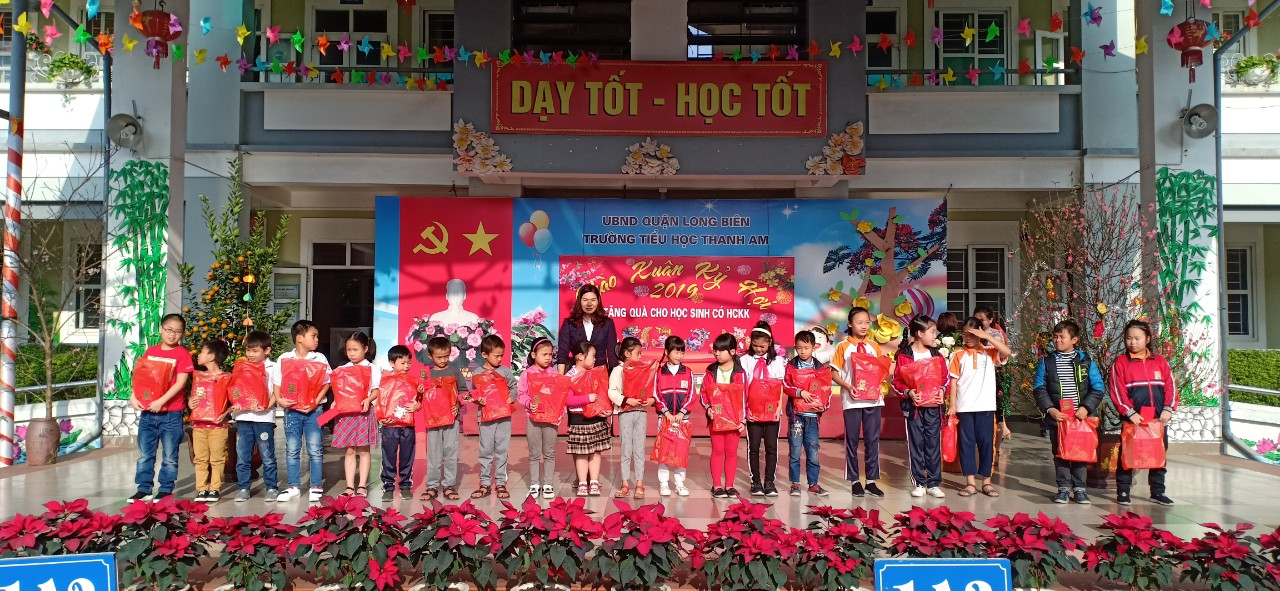 DẠY TỐT - HỌC TỐT
UBND QUẬN LONG BIÊN
TRƯỜNG TIỂU HỌC THANH AM
Xuân Kỷ Hợi
2019
TẶNG QUÀ CHO HỌC SINH CÓ HCKK